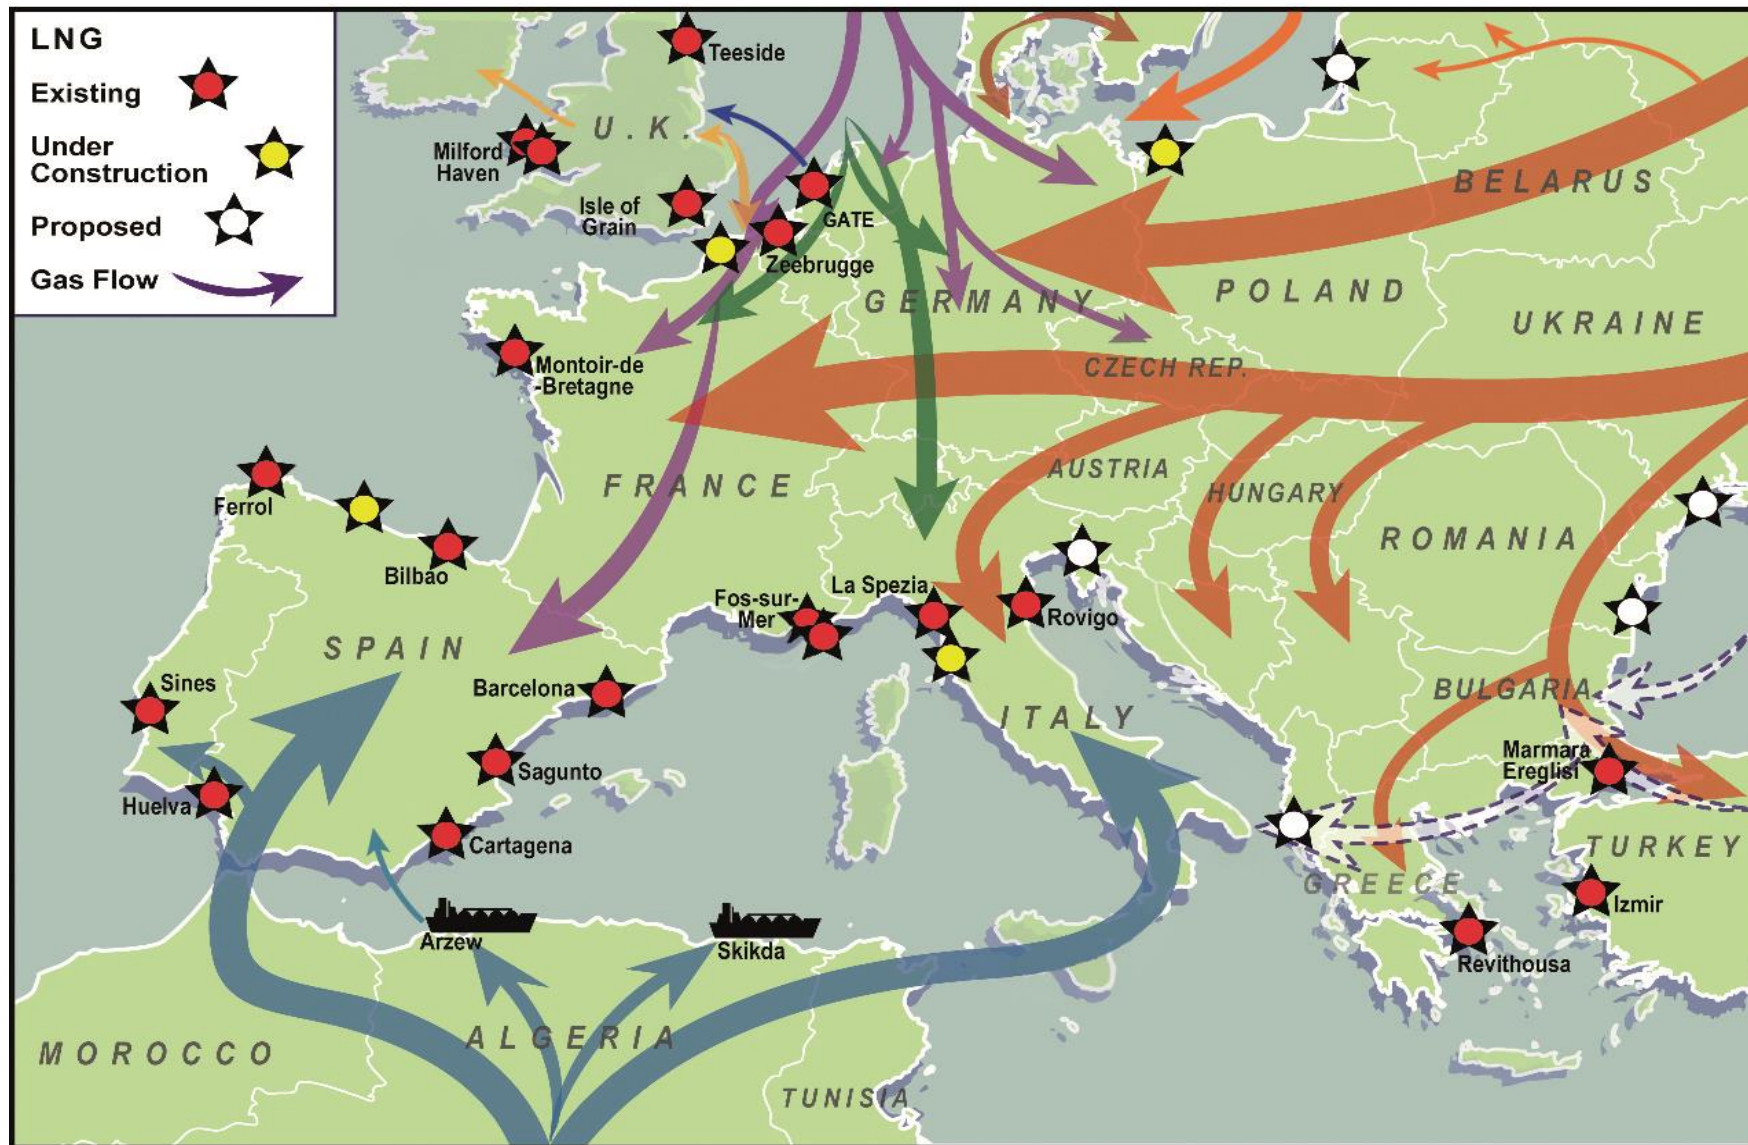 LNG
Existing
Under
Construction
Proposed
Gas Flow
Teeside
U.K.
Milford
Haven
Isle of
Grain
GATE
Zeebrugge
BELARUS
GERMANY
POLAND
UKRAINE
Montoir-de
-Bretagne
CZECH REP.
FRANCE
AUSTRIA
HUNGARY
Ferrol
ROMANIA
Bilbao
La Spezia
Fos-sur-
Mer
Rovigo
SPAIN
Sines
Barcelona
BULGARIA
ITALY
Marmara
Ereglisi
Sagunto
Huelva
Cartagena
TURKEY
GREECE
Izmir
Arzew
Skikda
Revithousa
ALGERIA
MOROCCO
TUNISIA